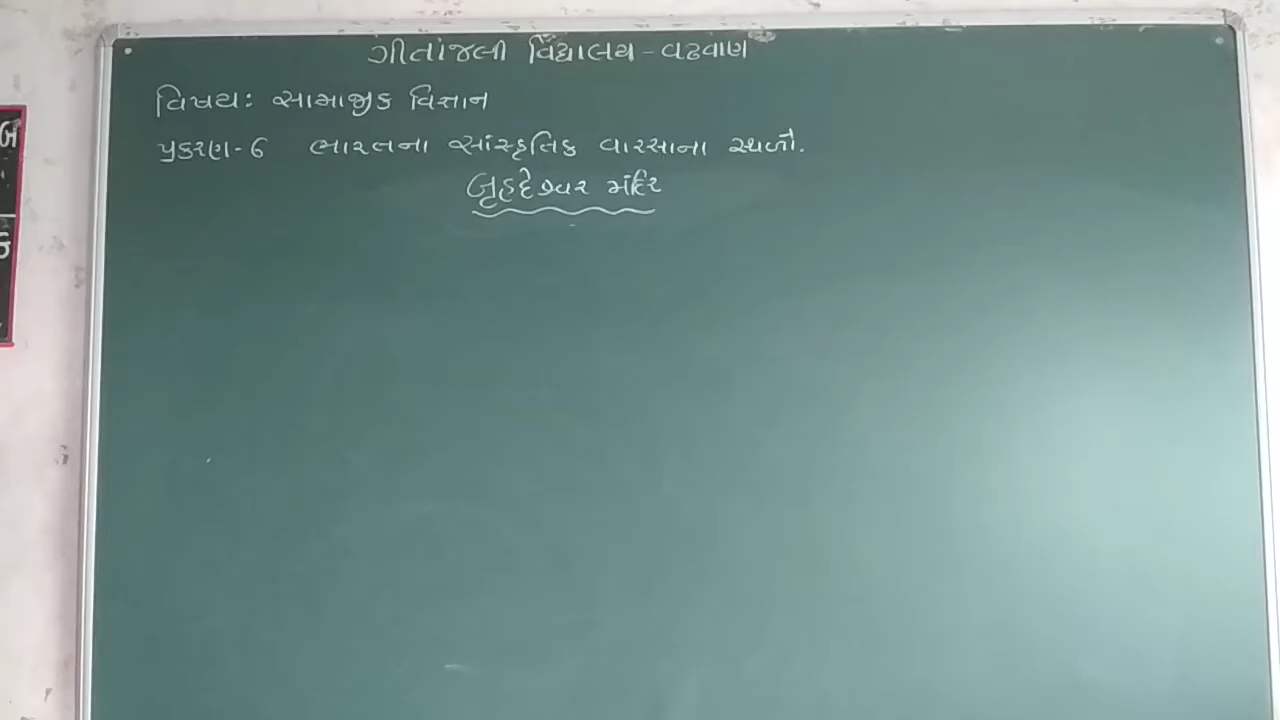 ગીતાંજલી વિદ્યાલય - વઢવાણ
વિષય: સામાજીક વિજ્ઞાન
પ્રકરણ-6 ભારતના સાંસ્કૃતિક વારસાના સ્થળો.
બૃહદેશ્વર મંદિર